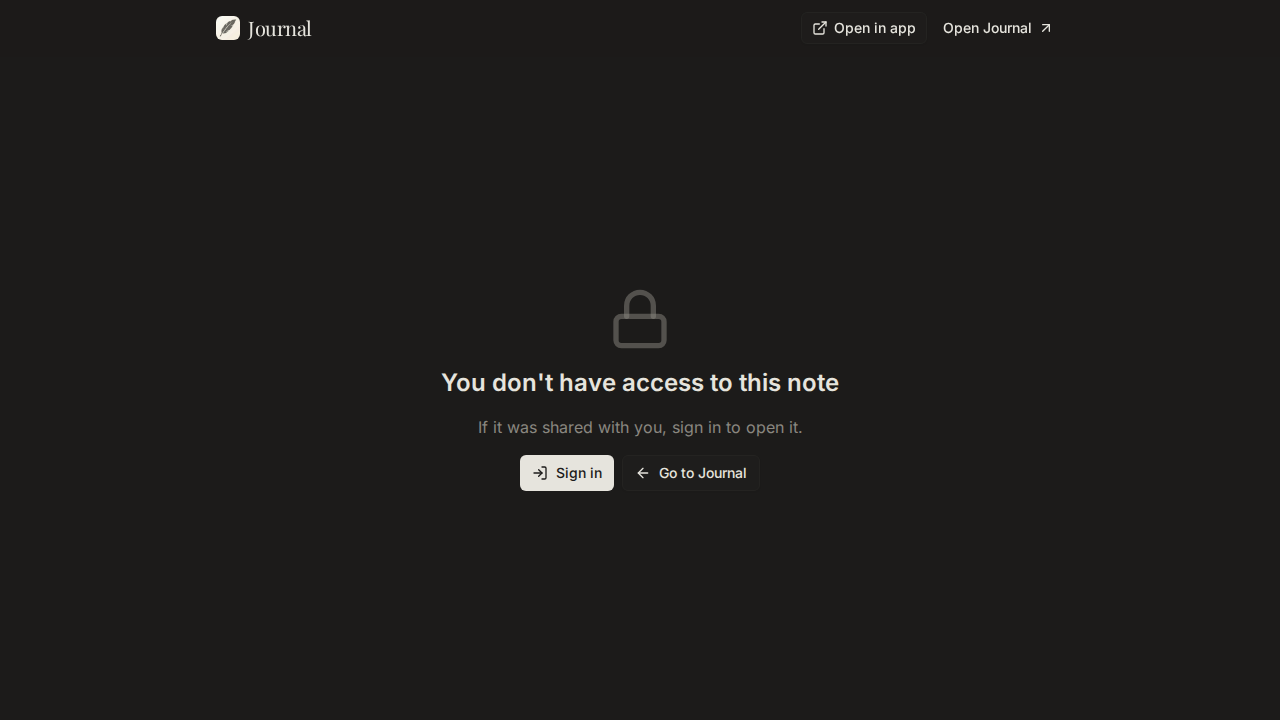 Journal
Open in app
Open Journal
You don't have access to this note
If it was shared with you, sign in to open it.
Sign in
Go to Journal